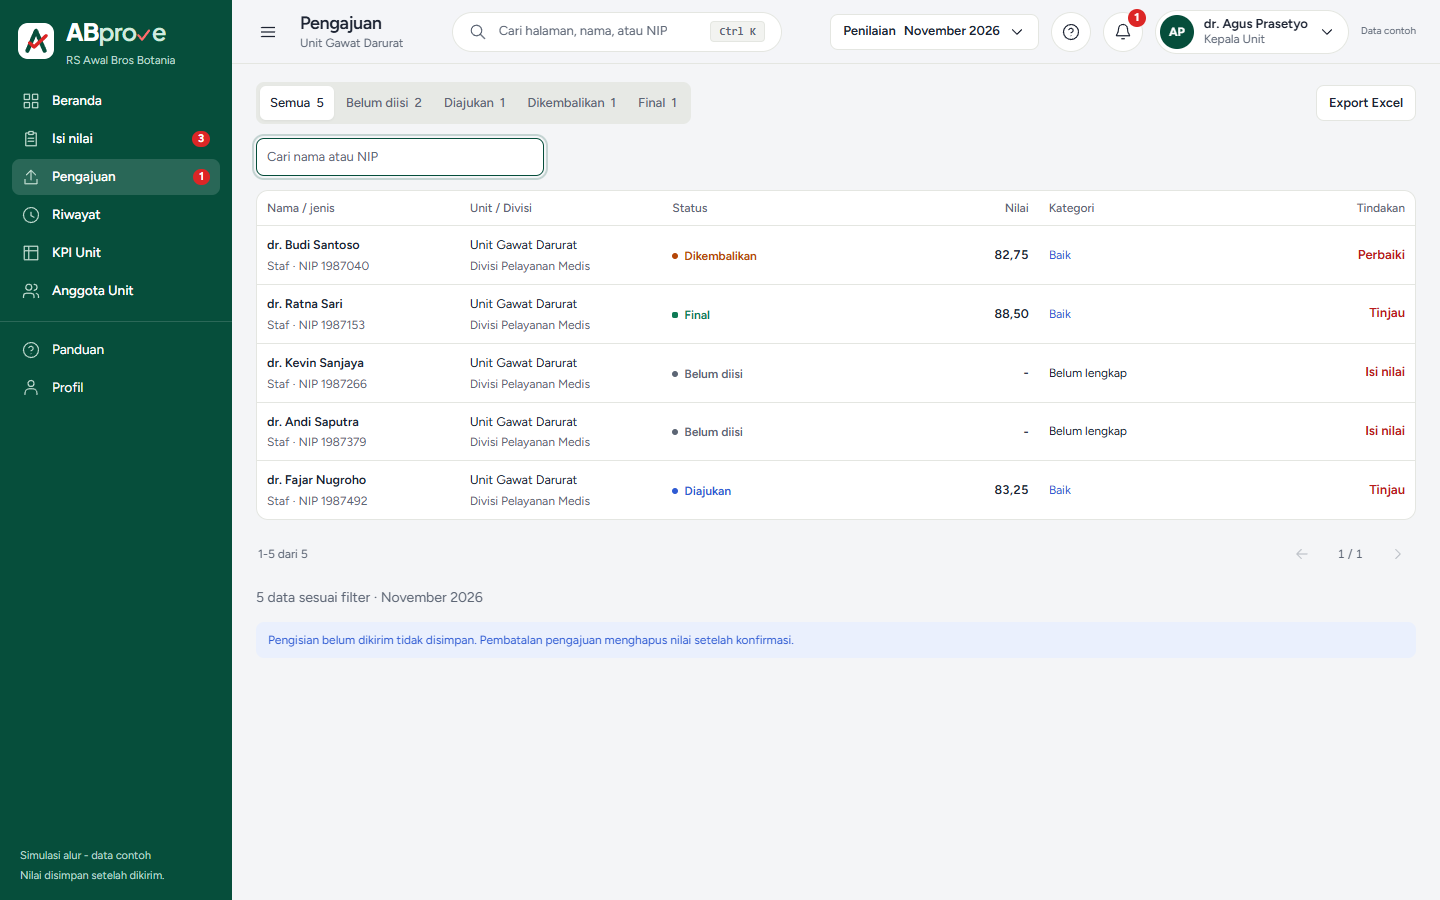 ABprove
RS Awal Bros Botania
Beranda
Isi nilai 3
Pengajuan 1
Riwayat
KPI Unit
Anggota Unit
Panduan
Profil
Simulasi alur - data contoh
Nilai disimpan setelah dikirim.
Pengajuan
Unit Gawat Darurat
Cari halaman, nama, atau NIP Ctrl K
Penilaian November 2026
1
AP
dr. Agus Prasetyo
Kepala Unit
Data contoh
Semua 5 Belum diisi 2 Diajukan 1 Dikembalikan 1 Final 1
Export Excel
Cari nama atau NIP
Nama / jenis Unit / Divisi Status Nilai Kategori Tindakan
dr. Budi Santoso Unit Gawat Darurat
Dikembalikan 82,75 Baik Perbaiki
Staf · NIP 1987040 Divisi Pelayanan Medis
dr. Ratna Sari Unit Gawat Darurat
Final 88,50 Baik Tinjau
Staf · NIP 1987153 Divisi Pelayanan Medis
dr. Kevin Sanjaya Unit Gawat Darurat
Belum diisi - Belum lengkap Isi nilai
Staf · NIP 1987266 Divisi Pelayanan Medis
dr. Andi Saputra Unit Gawat Darurat
Belum diisi - Belum lengkap Isi nilai
Staf · NIP 1987379 Divisi Pelayanan Medis
dr. Fajar Nugroho Unit Gawat Darurat
Diajukan 83,25 Baik Tinjau
Staf · NIP 1987492 Divisi Pelayanan Medis
1-5 dari 5 1 / 1
5 data sesuai filter · November 2026
Pengisian belum dikirim tidak disimpan. Pembatalan pengajuan menghapus nilai setelah konfirmasi.